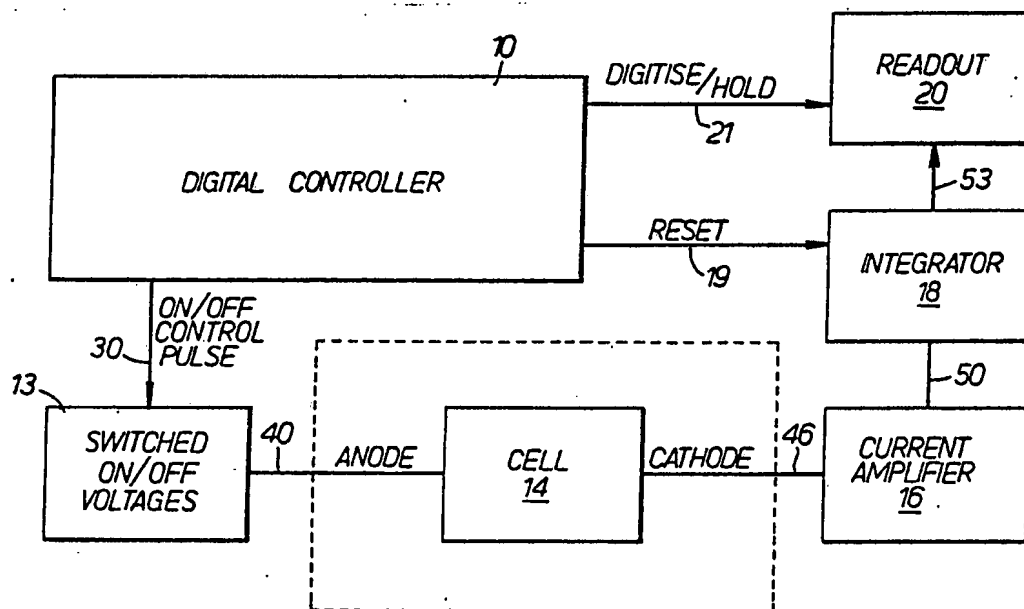 10
DIGITAL CONTROLLER
DIGITISE/HOLD
21
READOUT
20
53
RESET
19
INTEGRATOR
18
ON/OFF
CONTROL
PULSE
30
50
13
SWITCHED
ON/OFF
VOLTAGES
40
ANODE
CELL
14
CATHODE
46
CURRENT
AMPLIFIER
16